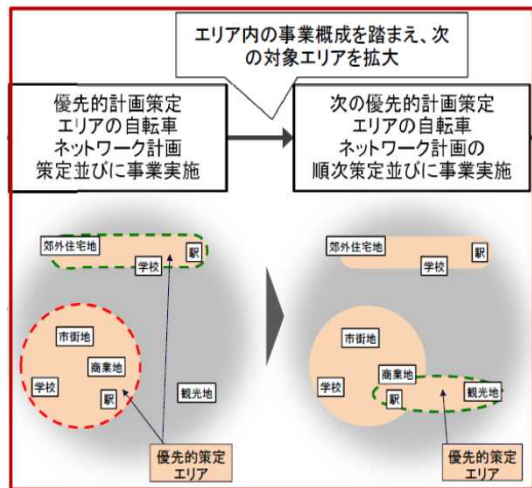 エリア内の事業概成を踏まえ、次
の対象エリアを拡大
優先的計画策定
エリアの自転車
ネットワーク計画
策定並びに事業実施
次の優先的計画策定
エリアの自転車
ネットワーク計画の
順次策定並びに事業実施
郊外住宅地
駅
学校
市街地
商業地
学校
駅
観光地
優先的策定
エリア
郊外住宅地
駅
学校
市街地
商業地
学校
駅
観光地
優先的策定
エリア